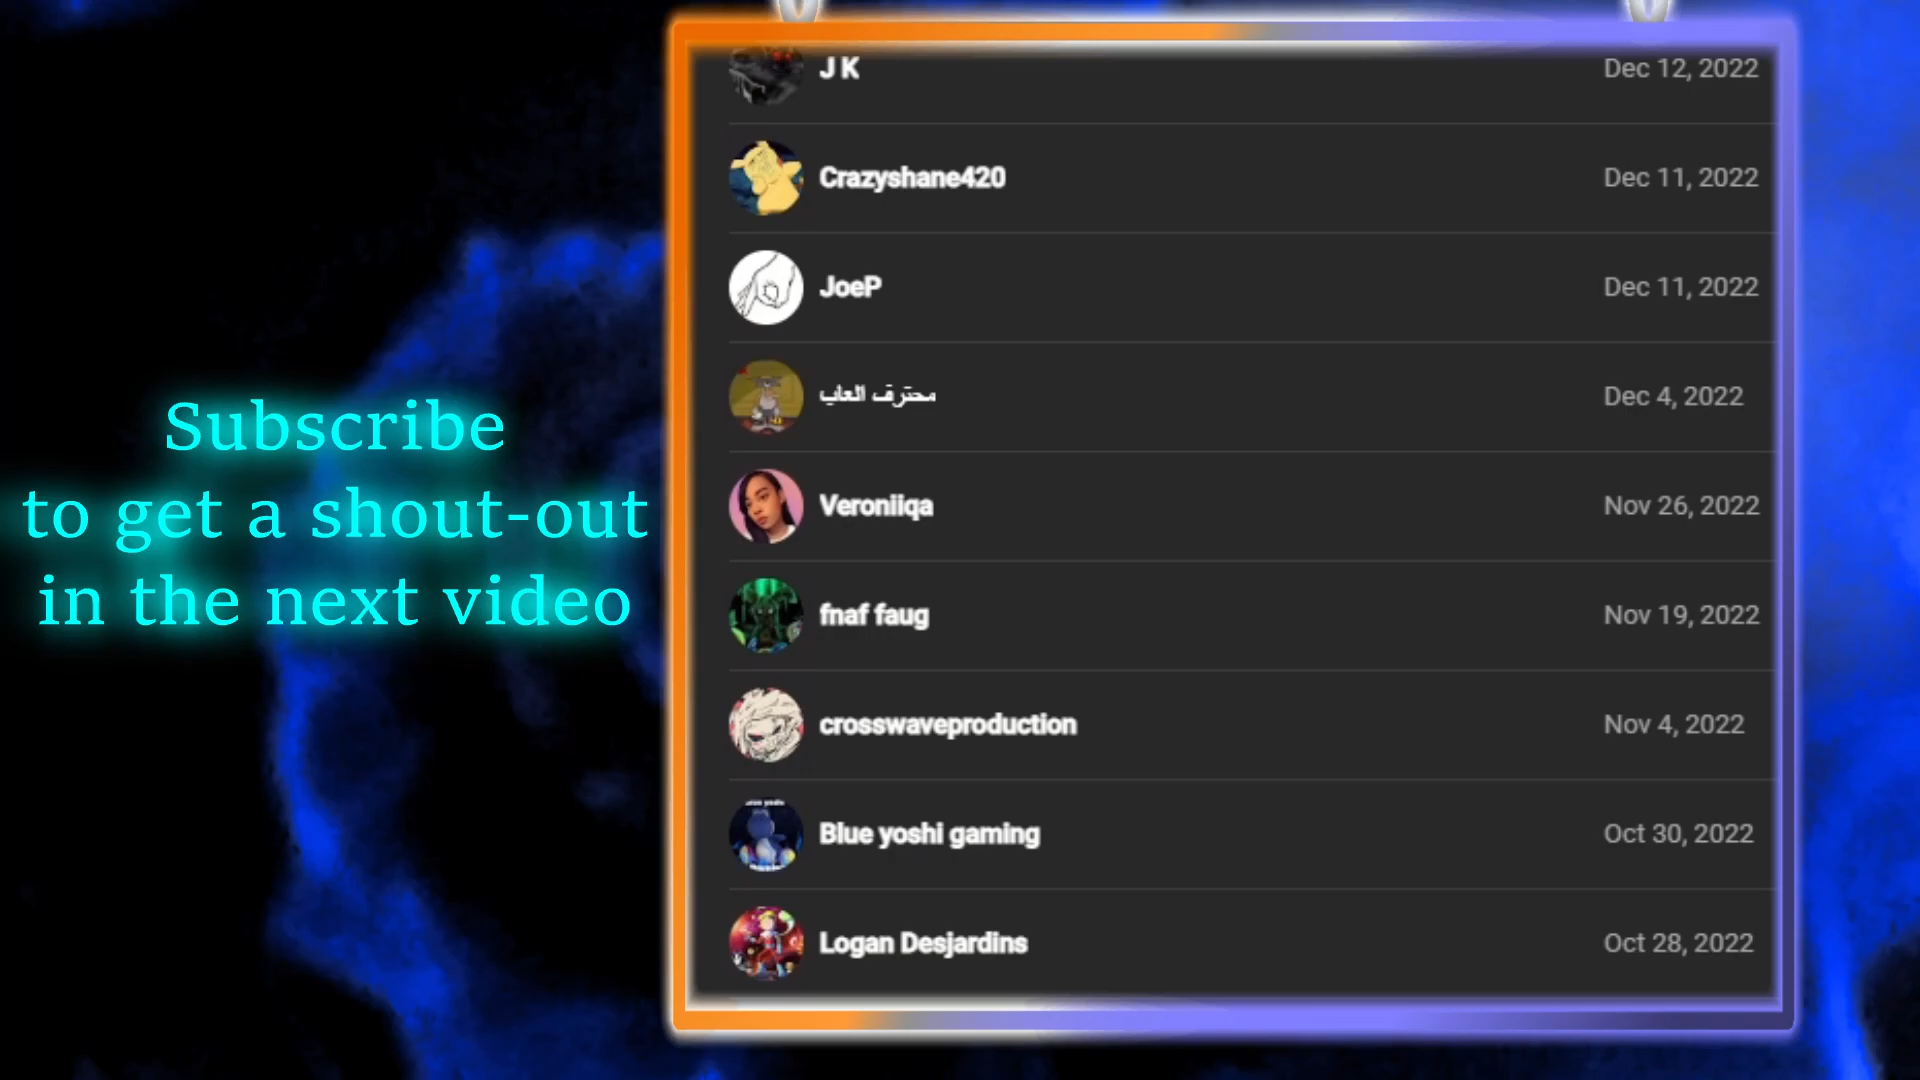 Subscribe
to get a shout-out
in the next video
J K Dec 12, 2022
Crazyshane420 Dec 11, 2022
JoeP Dec 11, 2022
محترف العاب Dec 4, 2022
Veroniiqa Nov 26, 2022
fnaf faug Nov 19, 2022
crosswaveproduction Nov 4, 2022
Blue yoshi gaming Oct 30, 2022
Logan Desjardins Oct 28, 2022